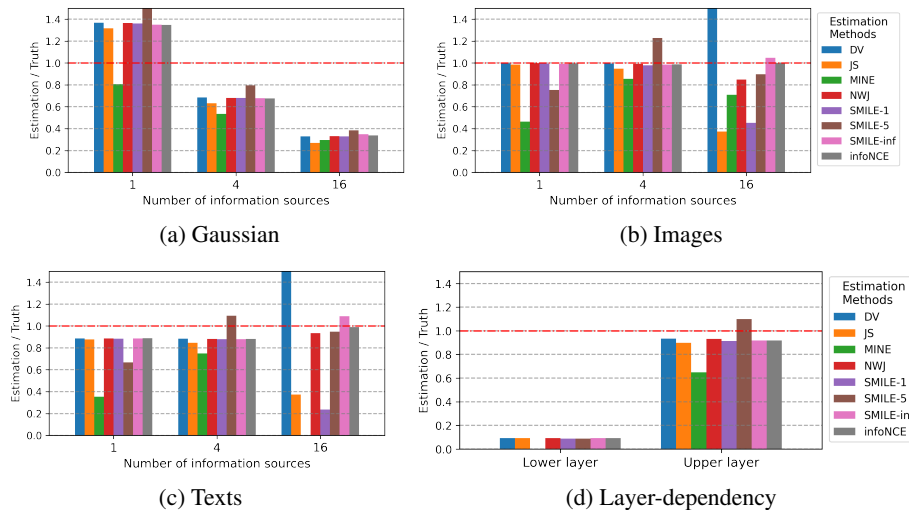 1.4
1.2
1.0
0.8
0.6
0.4
0.2
0.0
Estimation / Truth
1
4
16
Number of information sources
(a) Gaussian
1.4
1.2
1.0
0.8
0.6
0.4
0.2
0.0
Estimation / Truth
1
4
16
Number of information sources
Estimation
Methods
DV
JS
MINE
NWJ
SMILE-1
SMILE-5
SMILE-inf
infoNCE
(b) Images
1.4
1.2
1.0
0.8
0.6
0.4
0.2
0.0
Estimation / Truth
1
4
16
Number of information sources
(c) Texts
1.4
1.2
1.0
0.8
0.6
0.4
0.2
0.0
Estimation / Truth
Lower layer
Upper layer
Estimation
Methods
DV
JS
MINE
NWJ
SMILE-1
SMILE-5
SMILE-in
infoNCE
(d) Layer-dependency